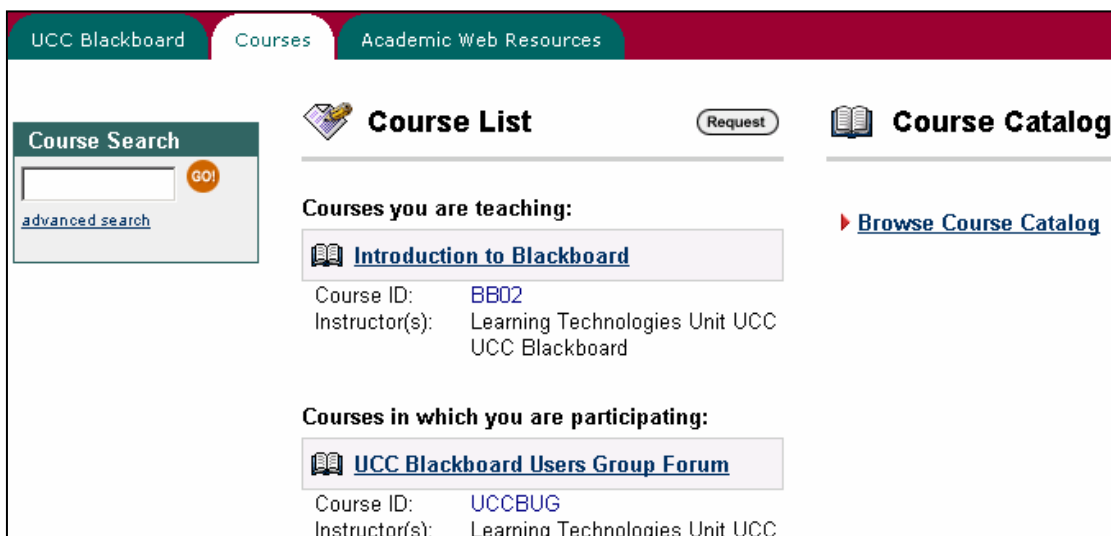 UCC Blackboard
Courses
Academic Web Resources
Course Search
GO!
advanced search
Course List
Request
Courses you are teaching:
Introduction to Blackboard
Course ID: BB02
Instructor(s): Learning Technologies Unit UCC
UCC Blackboard
Courses in which you are participating:
UCC Blackboard Users Group Forum
Course ID: UCCBUG
Instructor(s): Learning Technologies Unit UCC
Course Catalog
Browse Course Catalog